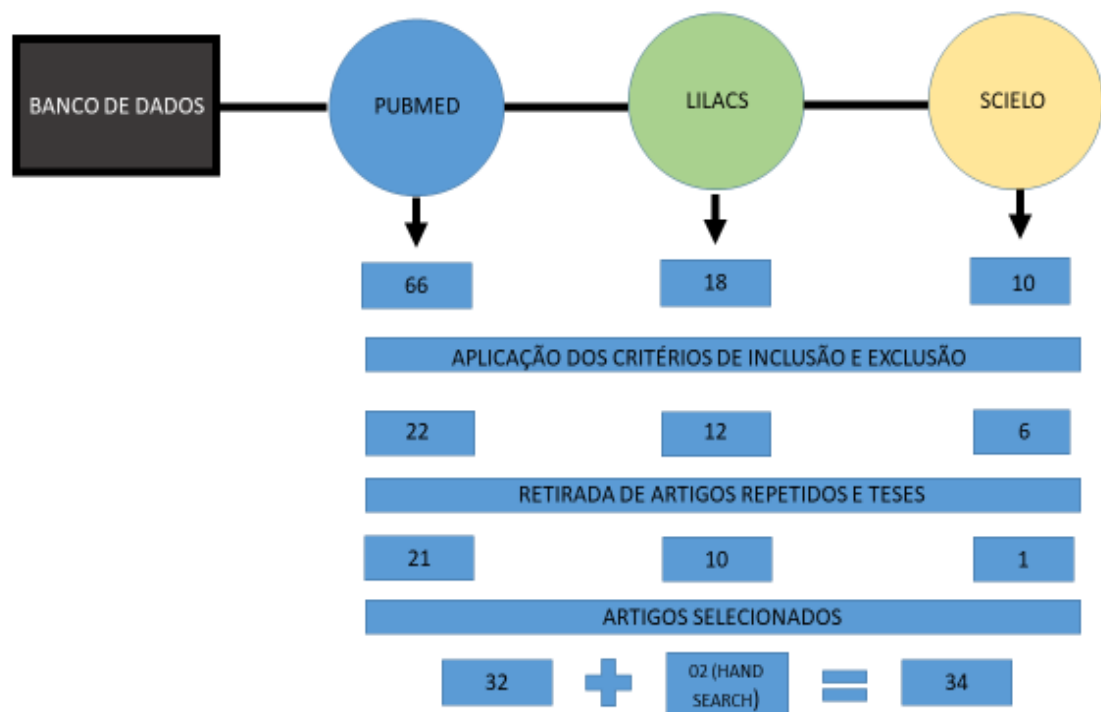 BANCO DE DADOS
PUBMED
LILACS
SCIELO
66
18
10
APLICAÇÃO DOS CRITÉRIOS DE INCLUSÃO E EXCLUSÃO
22
12
6
RETIRADA DE ARTIGOS REPETIDOS E TESES
21
10
1
ARTIGOS SELECIONADOS
32
02 (HAND
SEARCH)
34